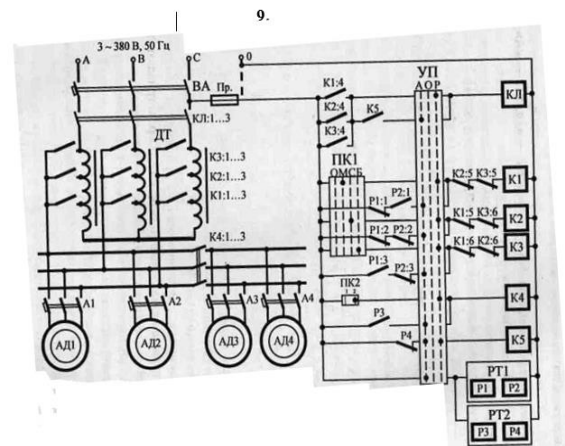 9.
3 ~ 380 В, 50 Гц
А В С 0
ВА Пр.
КЛ:1...3
ДТ
К3:1...3
К2:1...3
К1:1...3
К4:1...3
А1 А2 А3 А4
АД1 АД2 АД3 АД4
УП
А О Р
К1:4
К2:4 К5
К3:4
КЛ
ПК1
ОМСБ
Р2:1
Р1:1
К2:5 К3:5 К1
Р1:2 Р2:2
К1:5 К3:6 К2
К1:6 К2:6 К3
Р1:3
Р2:3
ПК2
К4
Р3
Р4
К5
РТ1
Р1 Р2
РТ2
Р3 Р4